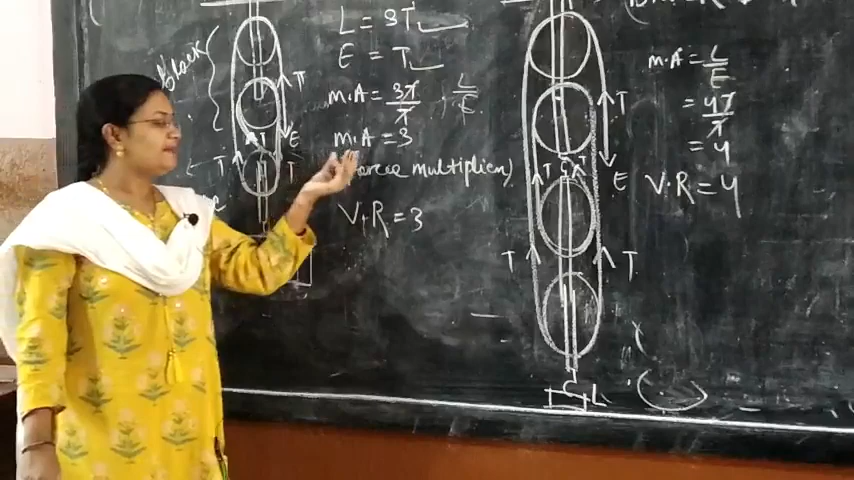 block
T
E
T
T
L = 3T
E = T
M.A = 3T/T = L/E
M.A = 3
(force multiplier)
V.R = 3
T
E
T
T
T
T
L
M.A = L/E
= 4T/T
= 4
V.R = 4